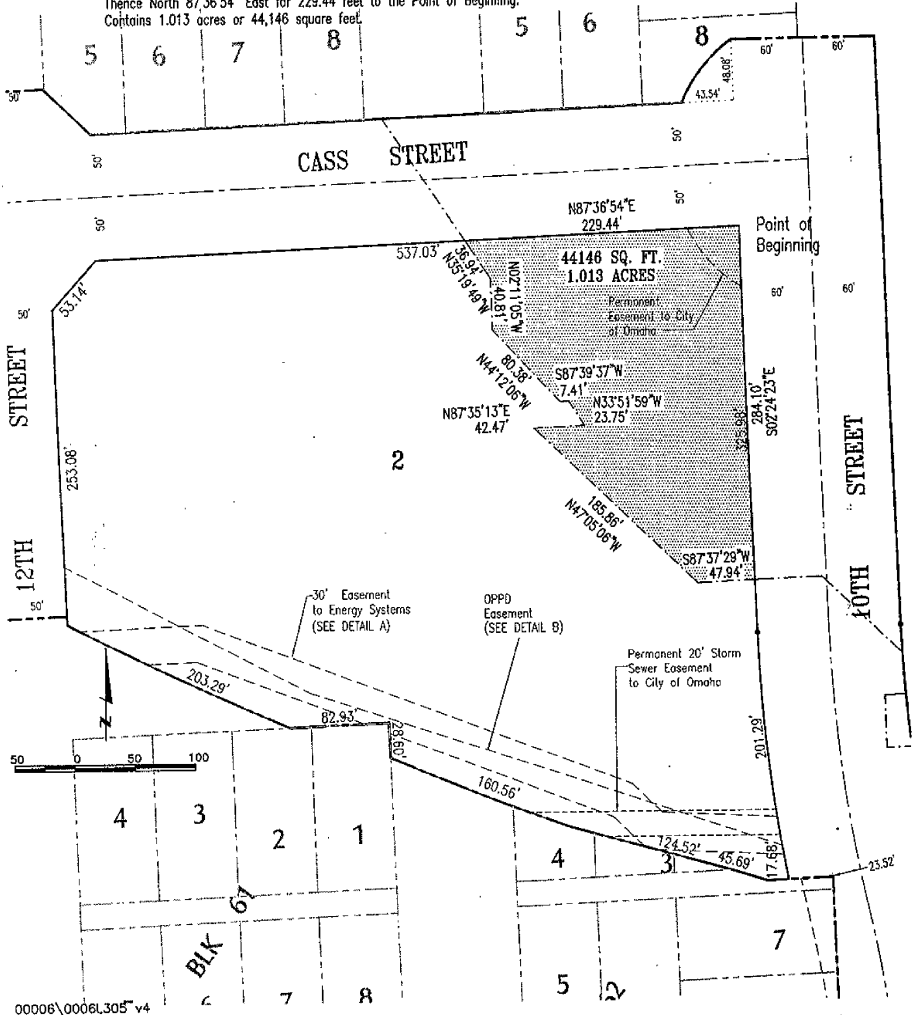 Thence North 87°36'54" East for 229.44 feet to the Point of Beginning.
Contains 1.013 acres or 44,146 square feet.
5
6
7
8
5
6
8
60'
60'
48.08'
43.54'
50'
50'
50'
CASS STREET
50'
50'
N87°36'54"E
229.44'
Point of
Beginning
537.03'
44146 SQ. FT.
1.013 ACRES
36.94'
N35°19'49"W
N02°11'05"W
40.81'
Permanent
Easement to City
of Omaha
60'
60'
53.14'
50'
80.38'
N44°12'06"W
S87°39'37"W
7.41'
N33°51'59"W
23.75'
N87°35'13"E
42.47'
284.10'
S02°24'23"E
12TH STREET
253.08'
2
10TH STREET
185.86'
N47°05'06"W
S87°37'29"W
47.94'
50'
30' Easement
to Energy Systems
(SEE DETAIL A)
OPPD
Easement
(SEE DETAIL B)
Permanent 20' Storm
Sewer Easement
to City of Omaha
203.29'
82.93'
28.60'
201.29'
N
50 0 50 100
160.56'
4
3
2
1
4
3
124.52'
45.69'
17.68'
23.52'
61
BLK
6
7
8
5
7
00006\0006L305 v4